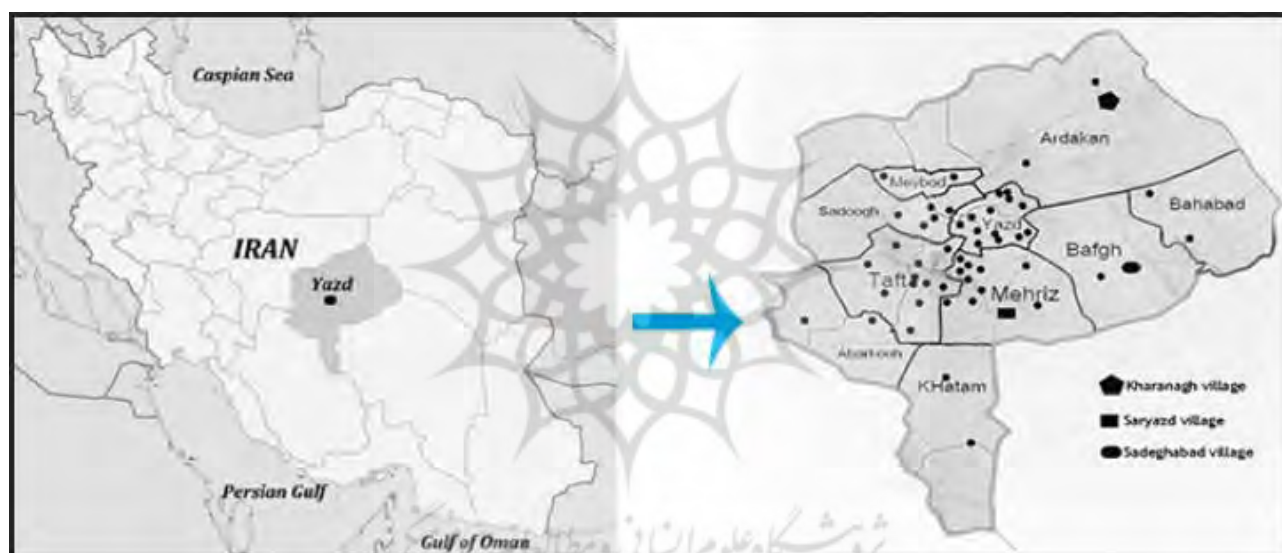 Caspian Sea
IRAN
Yazd
Persian Gulf
Gulf of Oman
Ardakan
Meybod
Sadoogh
Yazd
Bahabad
Bafgh
Taft
Mehriz
Abarkooh
KHatam
Kharanagh village
Saryazd village
Sadeghabad village